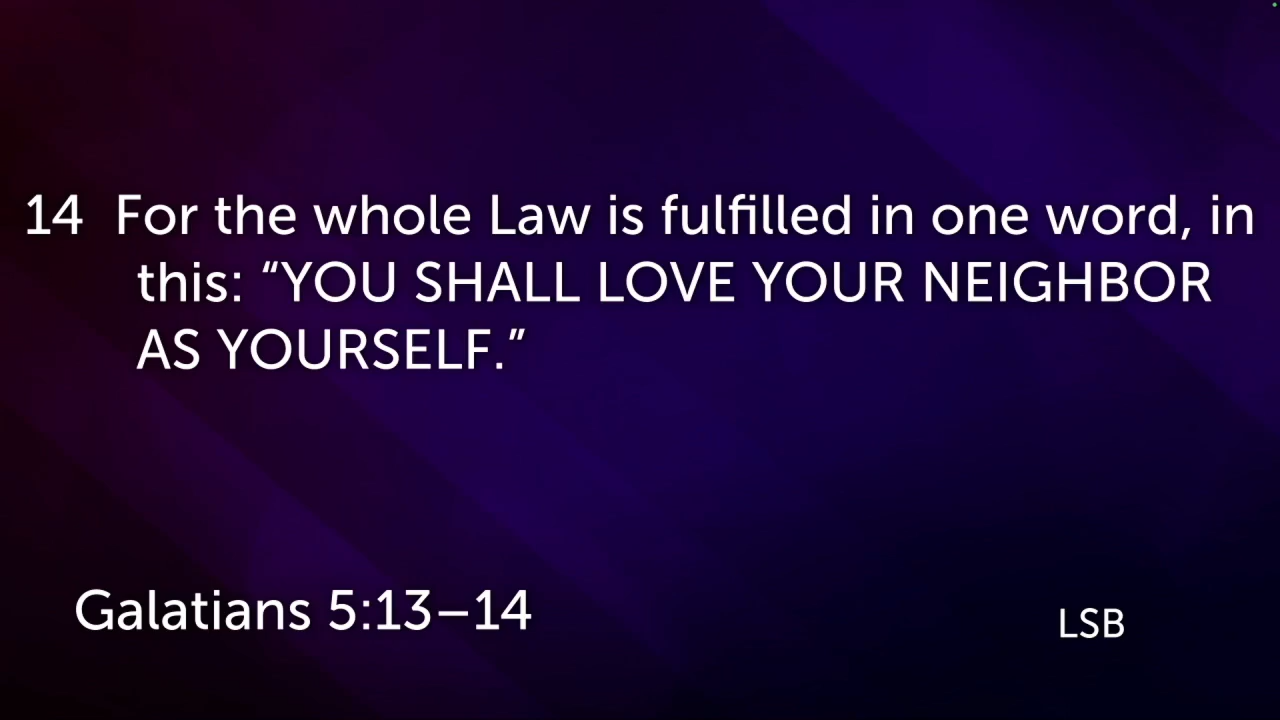 14 For the whole Law is fulfilled in one word, in
this: “YOU SHALL LOVE YOUR NEIGHBOR
AS YOURSELF.”
Galatians 5:13–14
LSB